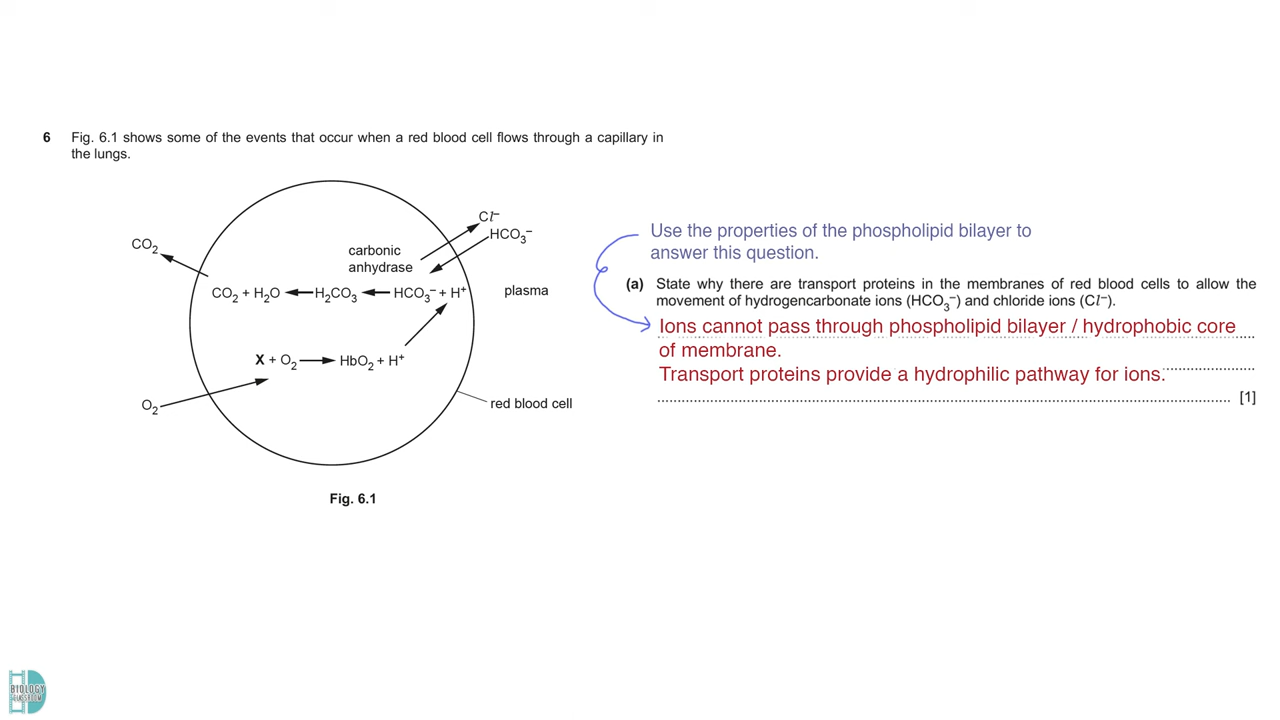 6 Fig. 6.1 shows some of the events that occur when a red blood cell flows through a capillary in
the lungs.
Cl⁻
HCO₃⁻
CO₂
carbonic
anhydrase
CO₂ + H₂O ← H₂CO₃ ← HCO₃⁻ + H⁺
plasma
X + O₂ → HbO₂ + H⁺
O₂
red blood cell
Fig. 6.1
Use the properties of the phospholipid bilayer to
answer this question.
(a) State why there are transport proteins in the membranes of red blood cells to allow the
movement of hydrogencarbonate ions (HCO₃⁻) and chloride ions (Cl⁻).
Ions cannot pass through phospholipid bilayer / hydrophobic core
of membrane.
Transport proteins provide a hydrophilic pathway for ions.
[1]
BIOLOGY
CLASSROOM